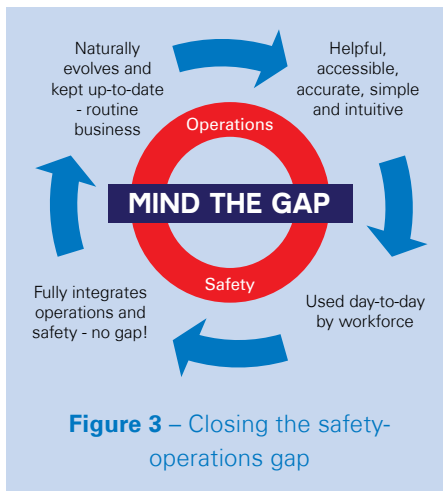 Naturally
evolves and
kept up-to-date
- routine
business
Helpful,
accessible,
accurate, simple
and intuitive
Operations
MIND THE GAP
Safety
Fully integrates
operations and
safety - no gap!
Used day-to-day
by workforce
Figure 3 – Closing the safety-
operations gap